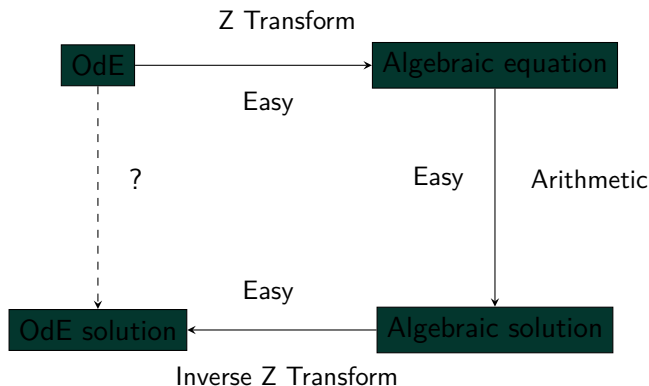 Z Transform
OdE
Algebraic equation
Easy
?
Easy
Arithmetic
Easy
OdE solution
Algebraic solution
Inverse Z Transform